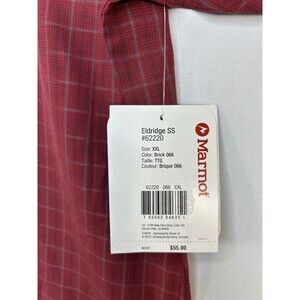 Eldridge SS
#62220
Size: XXL
Color: Brick 066
Taille: TTG
Couleur: Brique 066
Marmot
62220 066 XXL
MSRP $55.00